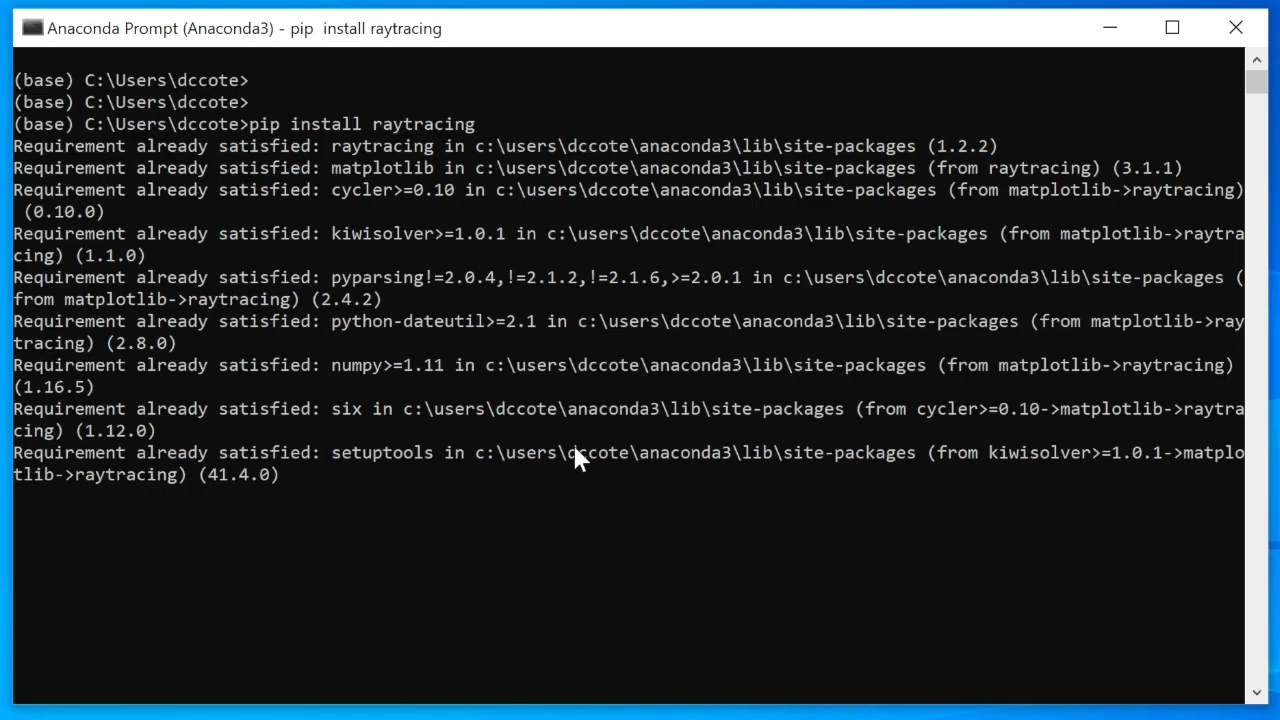 Anaconda Prompt (Anaconda3) - pip  install raytracing
(base) C:\Users\dccote>
(base) C:\Users\dccote>
(base) C:\Users\dccote>pip install raytracing
Requirement already satisfied: raytracing in c:\users\dccote\anaconda3\lib\site-packages (1.2.2)
Requirement already satisfied: matplotlib in c:\users\dccote\anaconda3\lib\site-packages (from raytracing) (3.1.1)
Requirement already satisfied: cycler>=0.10 in c:\users\dccote\anaconda3\lib\site-packages (from matplotlib->raytracing)
 (0.10.0)
Requirement already satisfied: kiwisolver>=1.0.1 in c:\users\dccote\anaconda3\lib\site-packages (from matplotlib->raytra
cing) (1.1.0)
Requirement already satisfied: pyparsing!=2.0.4,!=2.1.2,!=2.1.6,>=2.0.1 in c:\users\dccote\anaconda3\lib\site-packages (
from matplotlib->raytracing) (2.4.2)
Requirement already satisfied: python-dateutil>=2.1 in c:\users\dccote\anaconda3\lib\site-packages (from matplotlib->ray
tracing) (2.8.0)
Requirement already satisfied: numpy>=1.11 in c:\users\dccote\anaconda3\lib\site-packages (from matplotlib->raytracing)
(1.16.5)
Requirement already satisfied: six in c:\users\dccote\anaconda3\lib\site-packages (from cycler>=0.10->matplotlib->raytra
cing) (1.12.0)
Requirement already satisfied: setuptools in c:\users\dccote\anaconda3\lib\site-packages (from kiwisolver>=1.0.1->matplo
tlib->raytracing) (41.4.0)